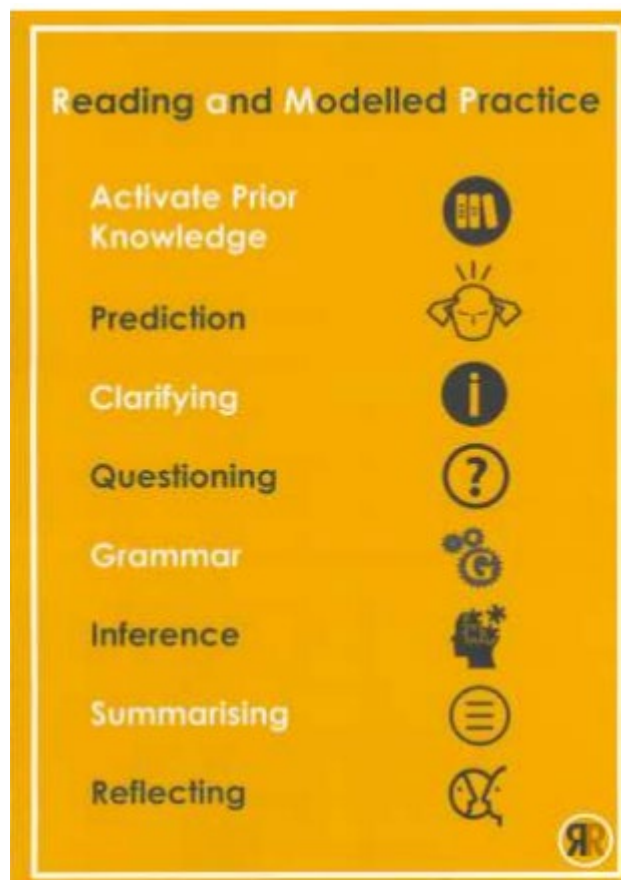 Reading and Modelled Practice
Activate Prior
Knowledge
Prediction
Clarifying
i
Questioning
?
Grammar
G
Inference
Summarising
Reflecting